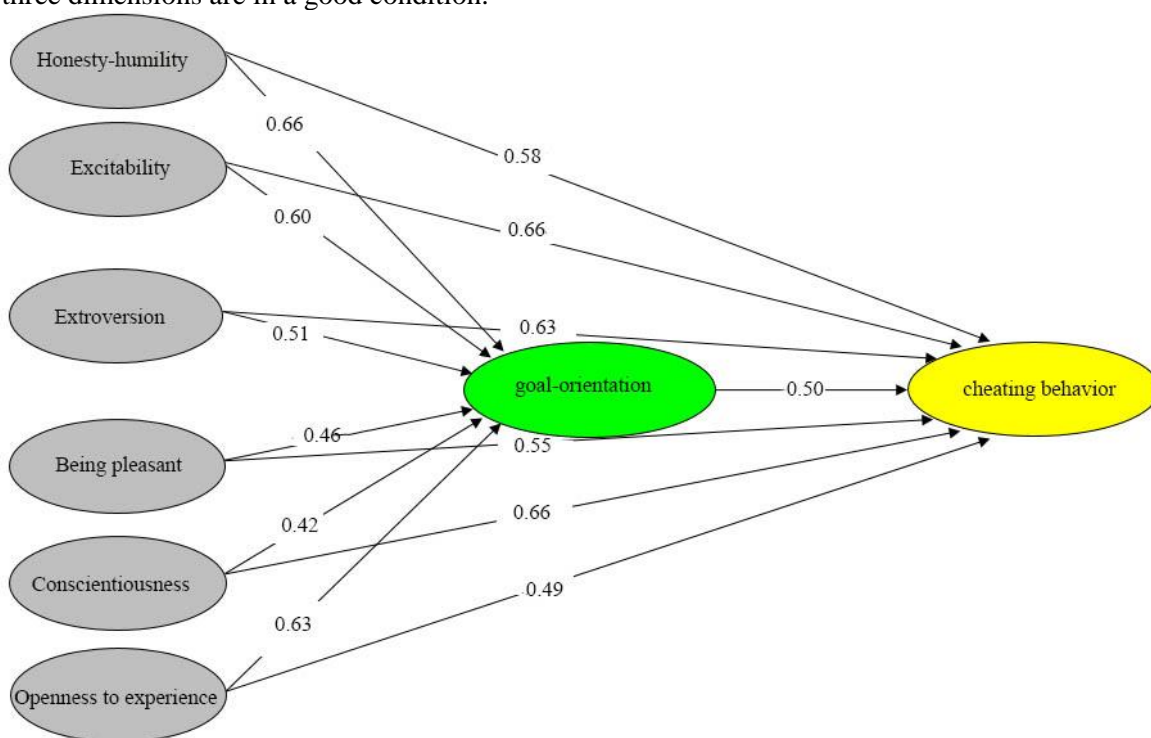 three dimensions are in a good condition.
Honesty-humility
0.66
0.58
Excitability
0.60
0.66
Extroversion
0.63
0.51
goal-orientation
0.50
cheating behavior
0.46
0.55
Being pleasant
0.42
0.66
Conscientiousness
0.49
0.63
Openness to experience